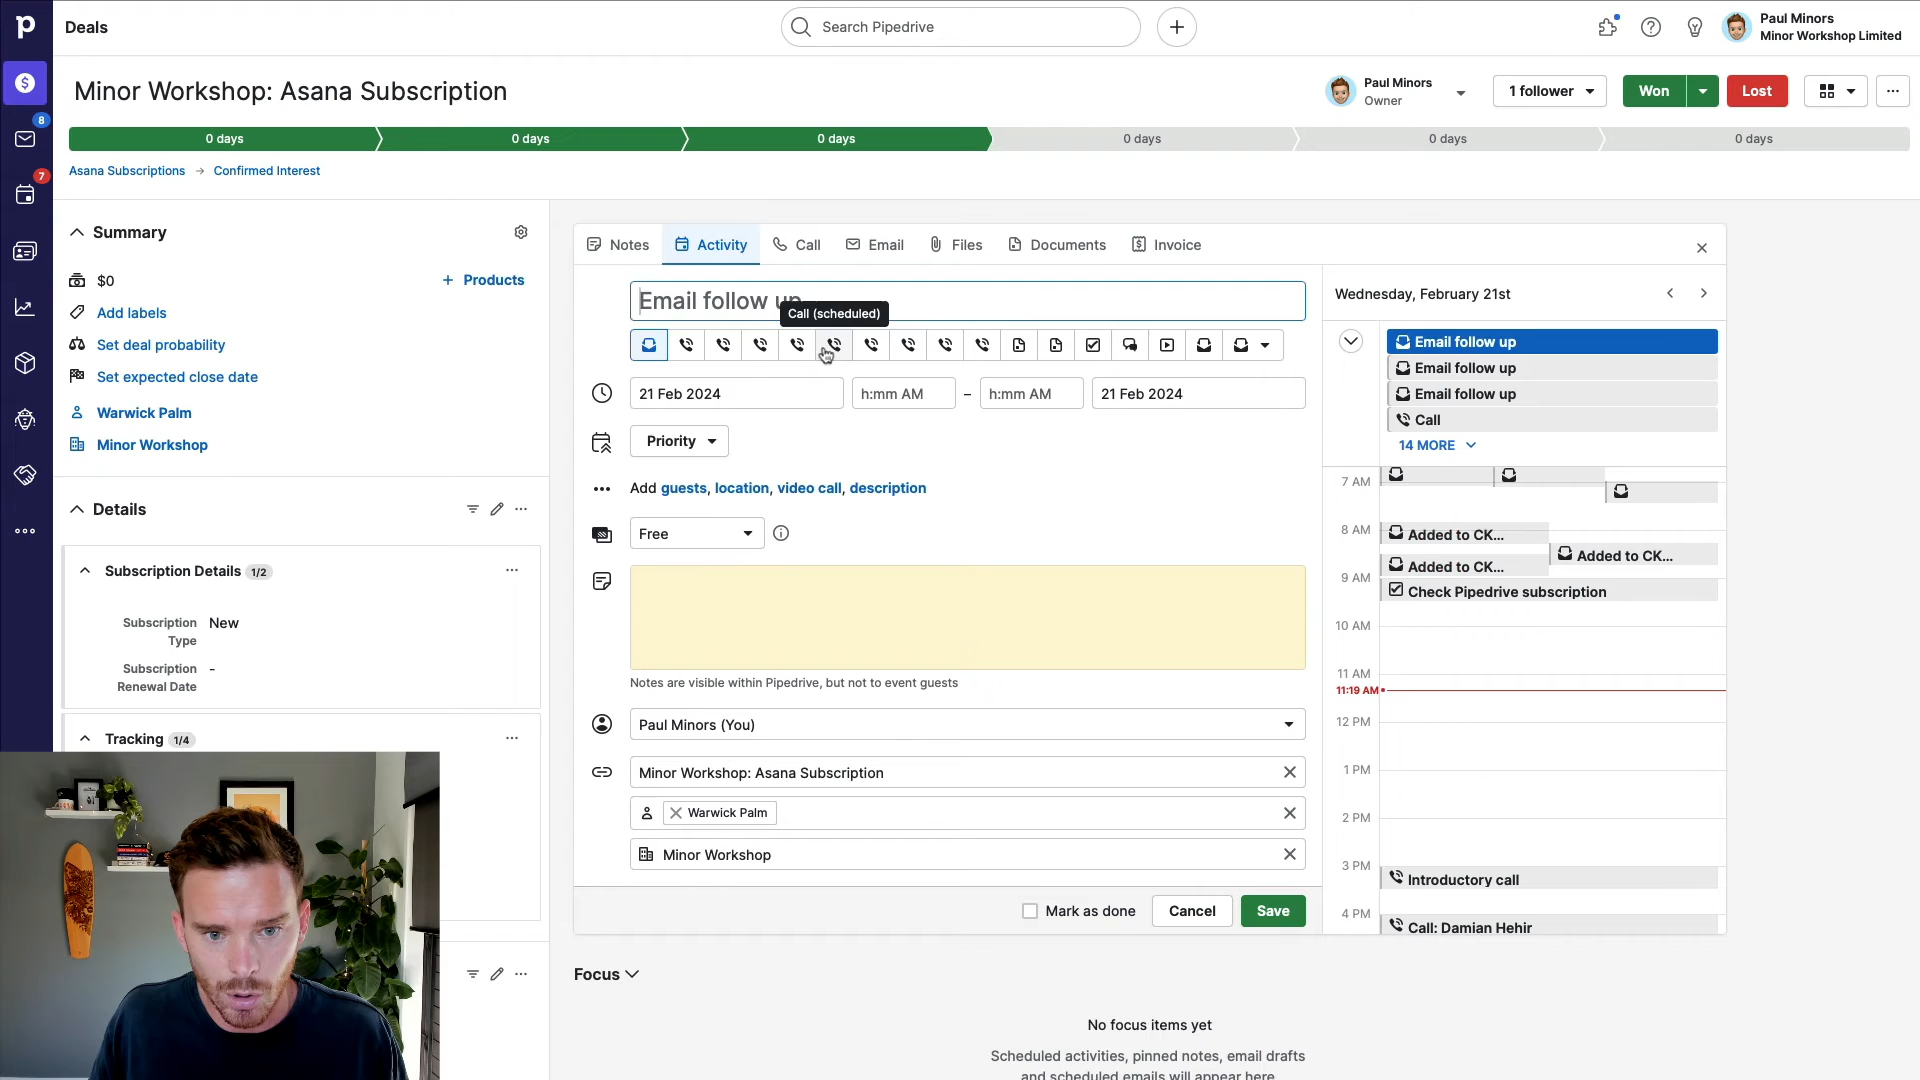 p
Deals
Search Pipedrive
Paul Minors
Minor Workshop Limited
8
7
Minor Workshop: Asana Subscription
Paul Minors
Owner
1 follower
Won
Lost
0 days
0 days
0 days
0 days
0 days
0 days
Asana Subscriptions → Confirmed Interest
Summary
$0
+ Products
Add labels
Set deal probability
Set expected close date
Warwick Palm
Minor Workshop
Details
Subscription Details 1/2
Subscription Type
New
Subscription Renewal Date
-
Tracking 1/4
Notes
Activity
Call
Email
Files
Documents
Invoice
Email follow up
Call (scheduled)
21 Feb 2024
h:mm AM
–
h:mm AM
21 Feb 2024
Priority
Add guests, location, video call, description
Free
Notes are visible within Pipedrive, but not to event guests
Paul Minors (You)
Minor Workshop: Asana Subscription
Warwick Palm
Minor Workshop
Mark as done
Cancel
Save
Wednesday, February 21st
Email follow up
Email follow up
Email follow up
Call
14 MORE
7 AM
8 AM
Added to CK...
Added to CK...
Added to CK...
9 AM
Check Pipedrive subscription
10 AM
11 AM
11:19 AM
12 PM
1 PM
2 PM
3 PM
Introductory call
4 PM
Call: Damian Hehir
Focus
No focus items yet
Scheduled activities, pinned notes, email drafts
and scheduled emails will appear here.